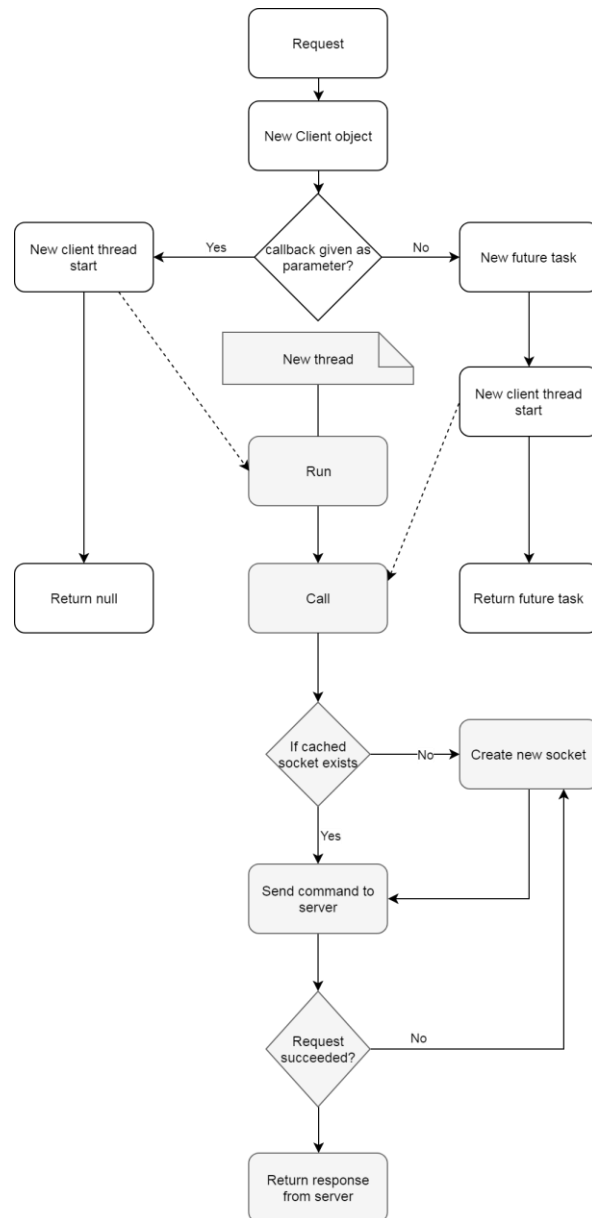 Request
New Client object
Yes
callback given as
parameter?
No
New client thread
start
New future task
New thread
New client thread
start
Run
Return null
Call
Return future task
If cached
socket exists
No
Create new socket
Yes
Send command to
server
Request
succeeded?
No
Return response
from server